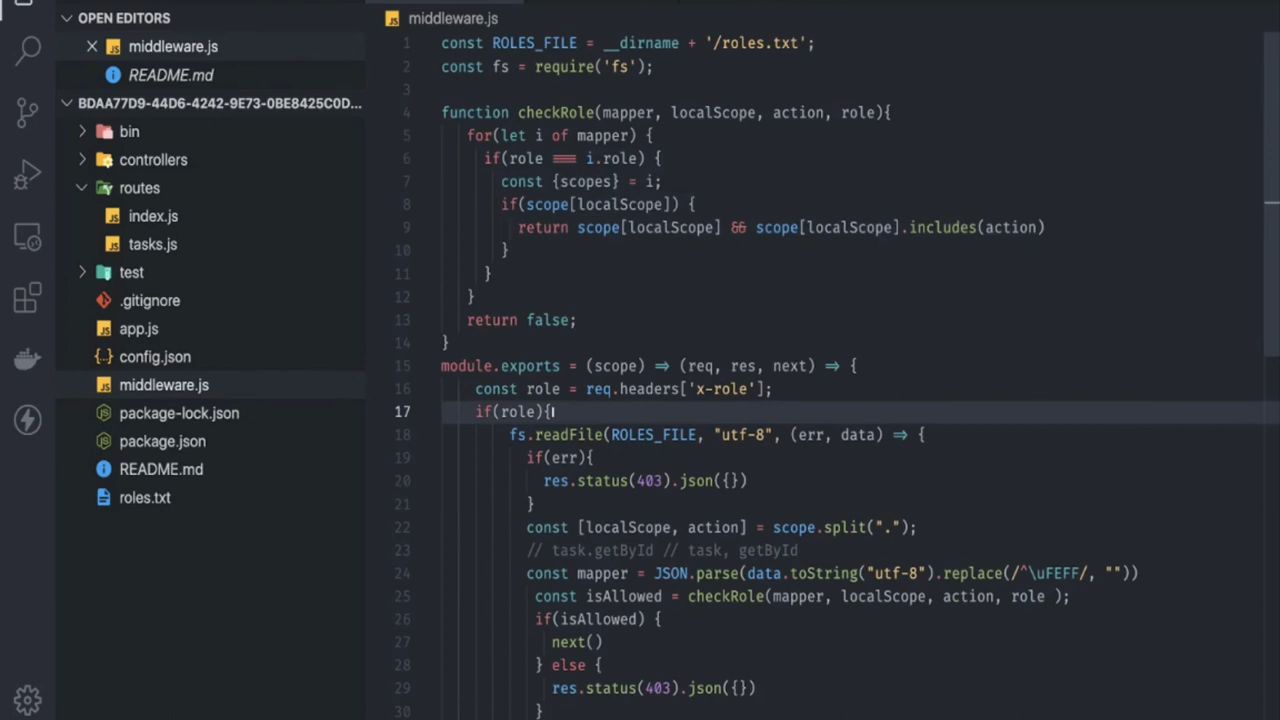 OPEN EDITORS
middleware.js
README.md
BDAA77D9-44D6-4242-9E73-0BE8425C0D...
bin
controllers
routes
index.js
tasks.js
test
.gitignore
app.js
config.json
middleware.js
package-lock.json
package.json
README.md
roles.txt
middleware.js
1 const ROLES_FILE = __dirname + '/roles.txt';
2 const fs = require('fs');
3
4 function checkRole(mapper, localScope, action, role){
5 for(let i of mapper) {
6 if(role === i.role) {
7 const {scopes} = i;
8 if(scope[localScope]) {
9 return scope[localScope] && scope[localScope].includes(action)
10 }
11 }
12 }
13 return false;
14 }
15 module.exports = (scope) => (req, res, next) => {
16 const role = req.headers['x-role'];
17 if(role){
18 fs.readFile(ROLES_FILE, "utf-8", (err, data) => {
19 if(err){
20 res.status(403).json({})
21 }
22 const [localScope, action] = scope.split(".");
23 // task.getById // task, getById
24 const mapper = JSON.parse(data.toString("utf-8").replace(/^\uFEFF/, ""))
25 const isAllowed = checkRole(mapper, localScope, action, role );
26 if(isAllowed) {
27 next()
28 } else {
29 res.status(403).json({})
30 }